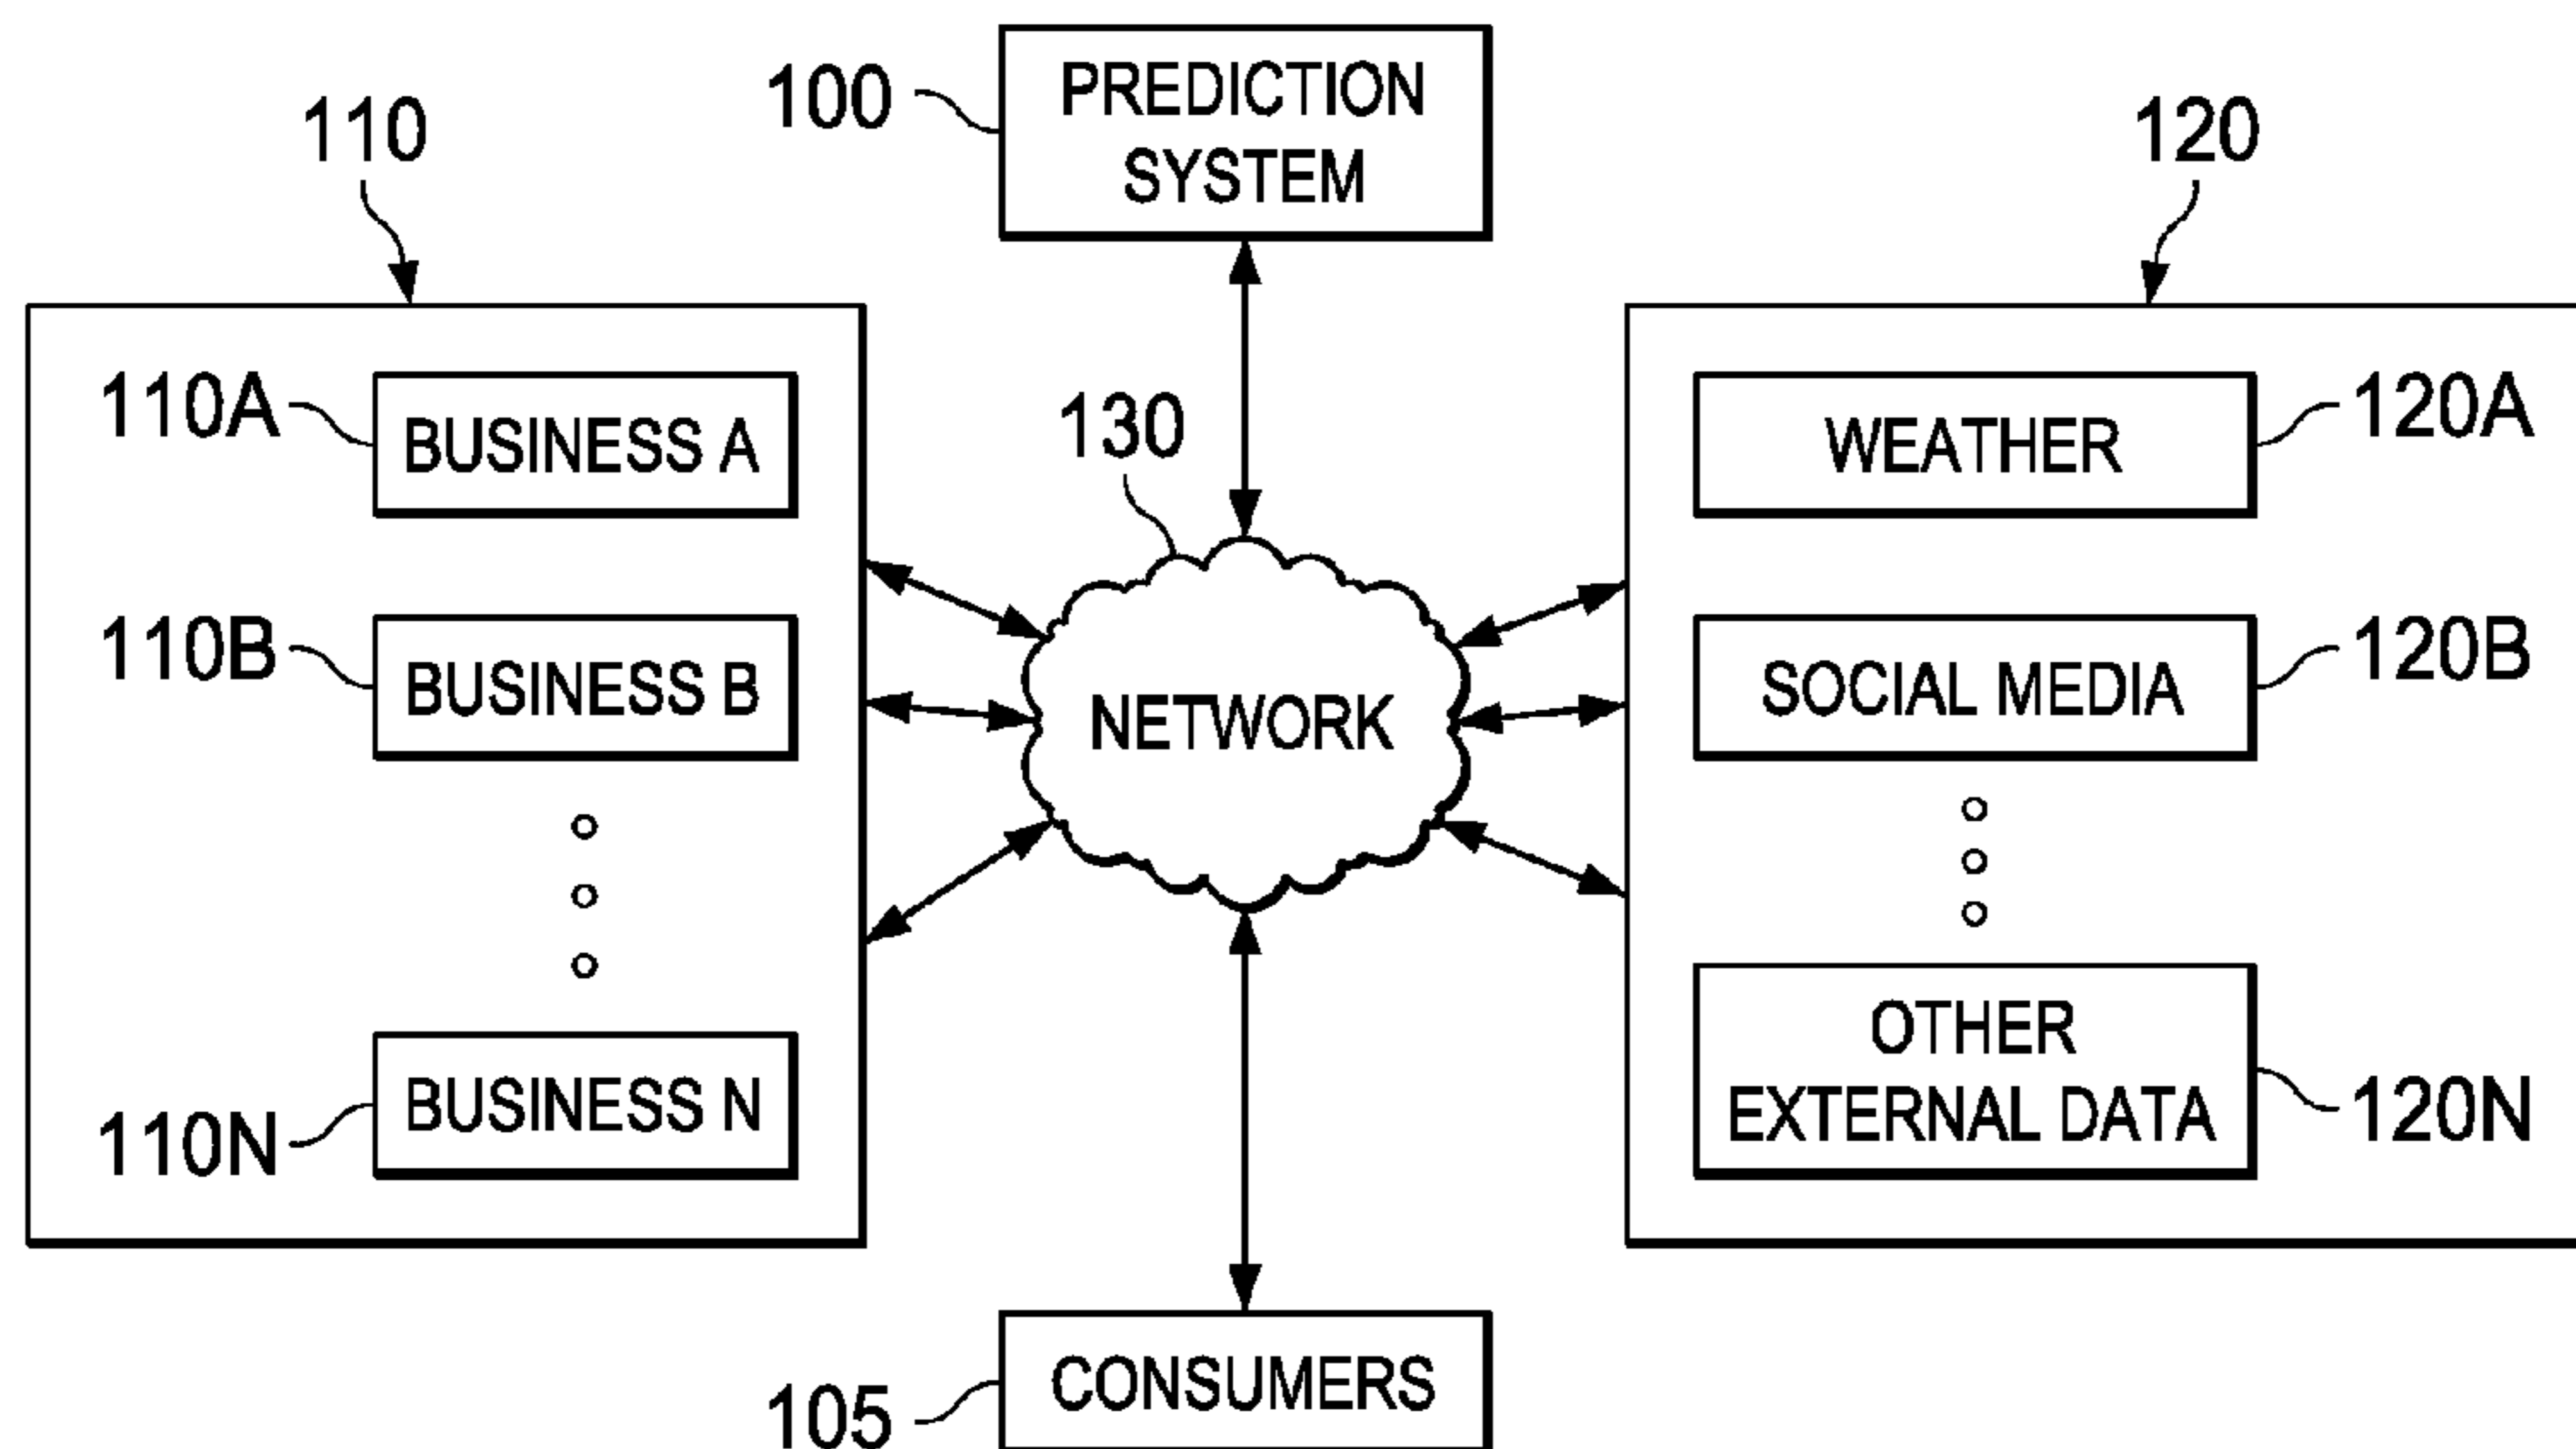 100
PREDICTION
SYSTEM
110
120
110A
BUSINESS A
130
WEATHER
120A
110B
BUSINESS B
NETWORK
SOCIAL MEDIA
120B
110N
BUSINESS N
OTHER
EXTERNAL DATA
120N
105
CONSUMERS